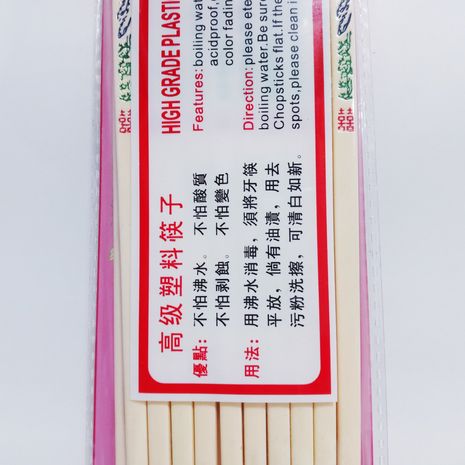 HIGH GRADE PLASTI
Features:boiling wat
acidproof,
color fadin
Direction:please ete
boiling water.Be sure
Chopsticks flat.If the
spots,please clean i
高级塑料筷子
優點：不怕沸水。 不怕酸質
不怕剥蝕。 不怕變色
用法：用沸水消毒，須將牙筷
平放，倘有油漬，用去
污粉洗擦，可清白如新。